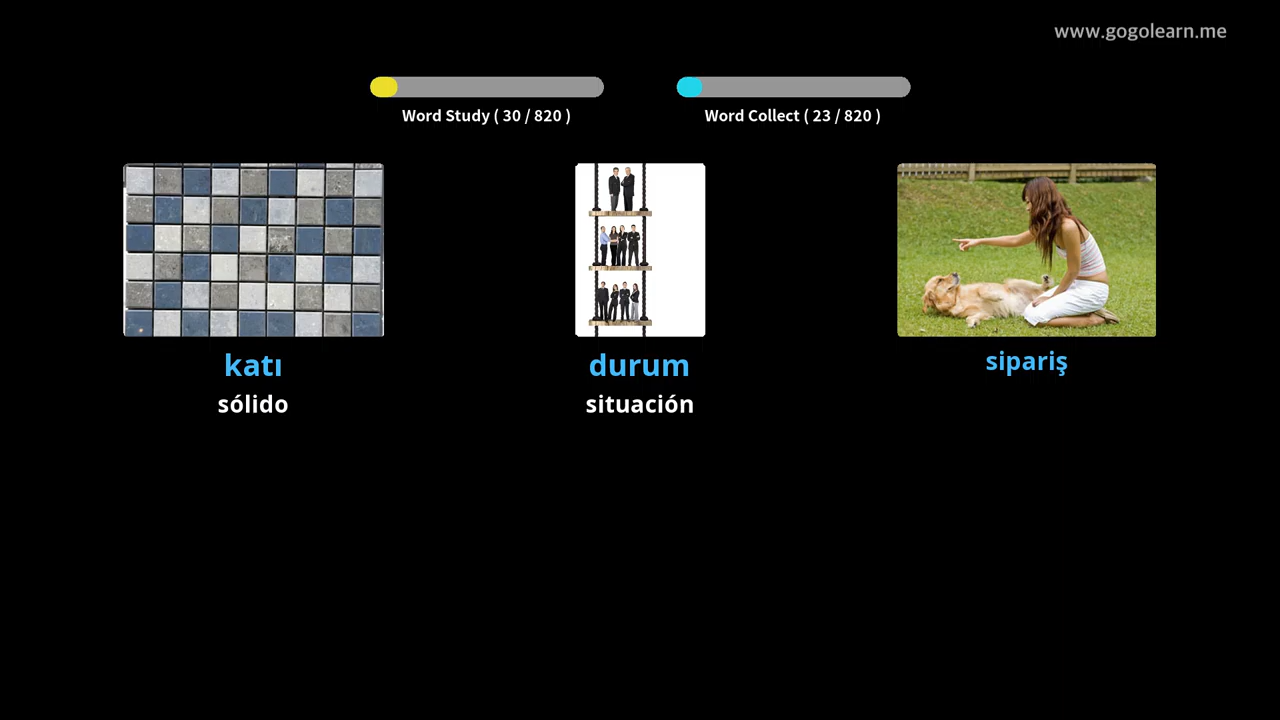 www.gogolearn.me
Word Study ( 30 / 820 )
Word Collect ( 23 / 820 )
katı
sólido
durum
situación
sipariş